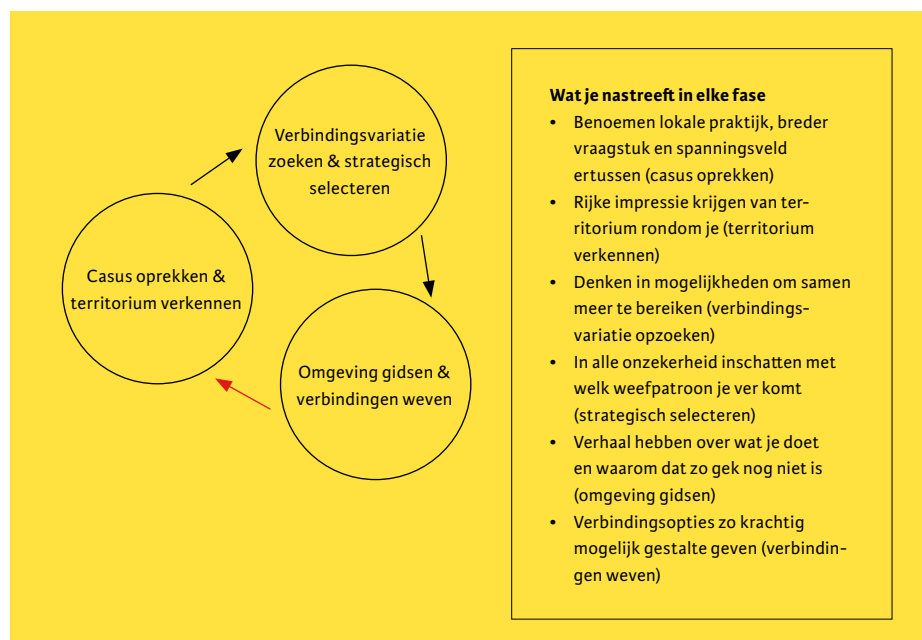 Verbindingsvariatie
zoeken & strategisch
selecteren
Casus oprekken &
territorium verkennen
Omgeving gidsen &
verbindingen weven
Wat je nastreeft in elke fase
• Benoemen lokale praktijk, breder
vraagstuk en spanningsveld
ertussen (casus oprekken)
• Rijke impressie krijgen van ter-
ritorium rondom je (territorium
verkennen)
• Denken in mogelijkheden om samen
meer te bereiken (verbindings-
variatie opzoeken)
• In alle onzekerheid inschatten met
welk weefpatroon je ver komt
(strategisch selecteren)
• Verhaal hebben over wat je doet
en waarom dat zo gek nog niet is
(omgeving gidsen)
• Verbindingsopties zo krachtig
mogelijk gestalte geven (verbindin-
gen weven)